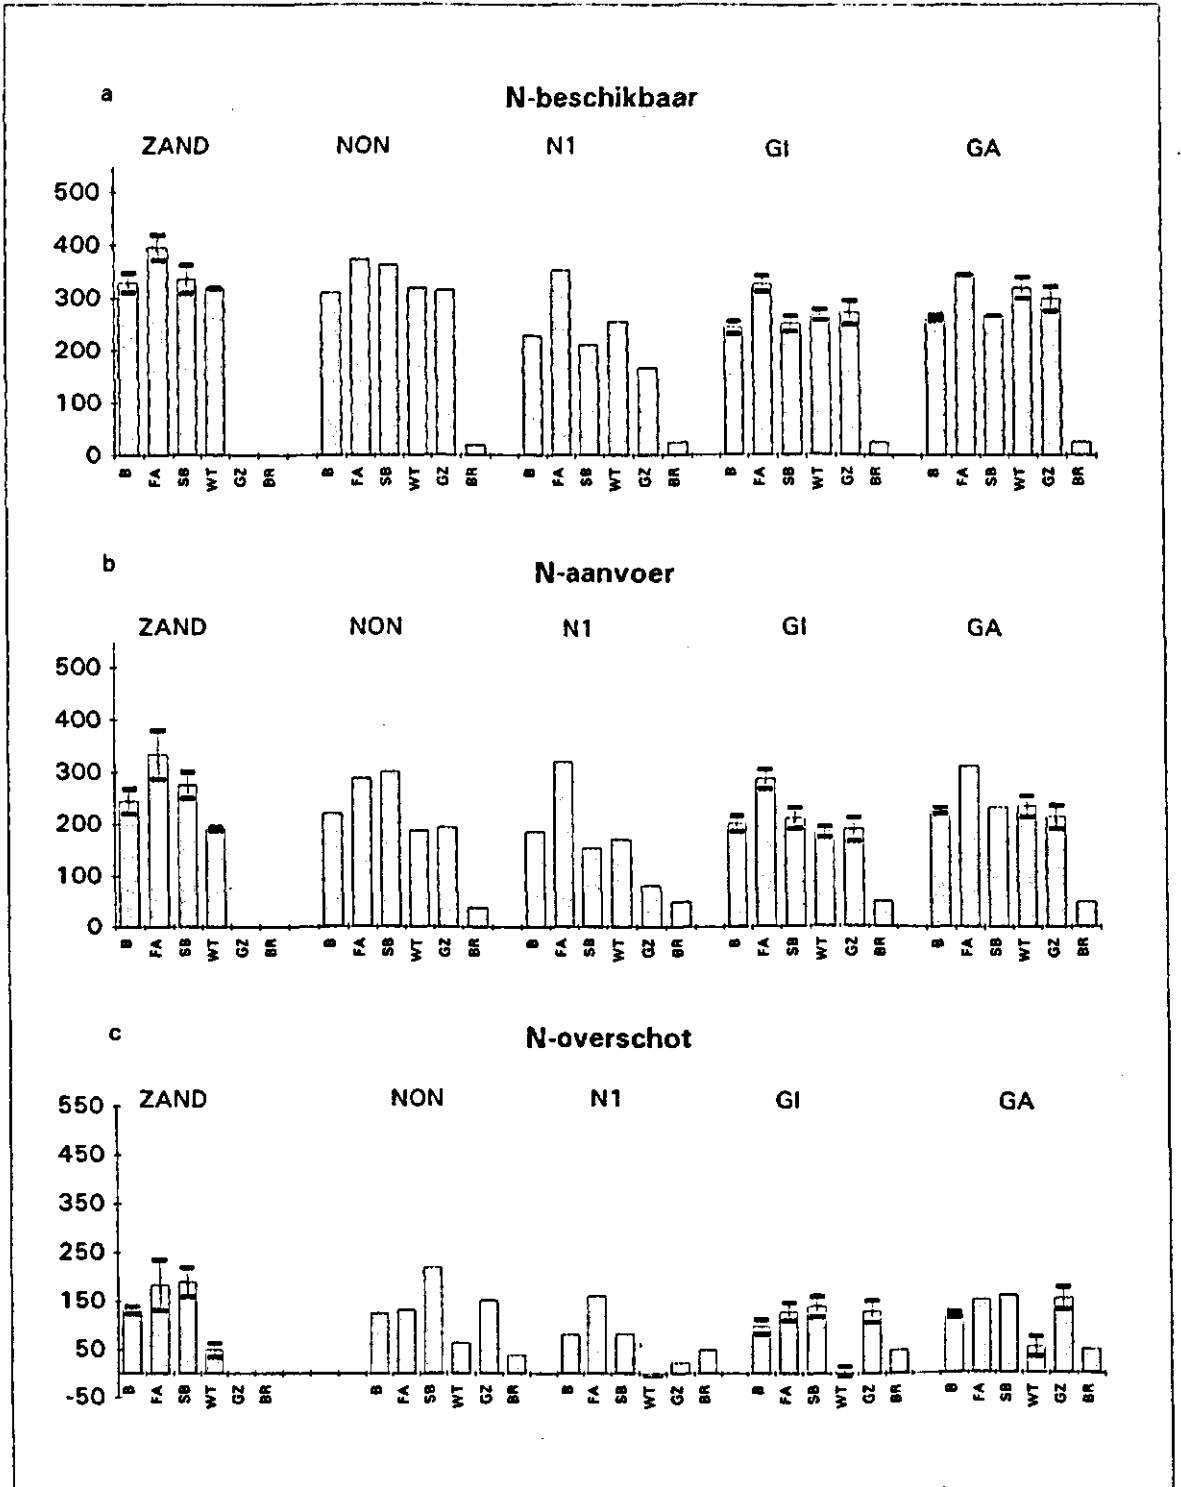 a
N-beschikbaar
ZAND NON N1 GI GA
500
400
300
200
100
0
B FA SB WT GZ BR B FA SB WT GZ BR B FA SB WT GZ BR B FA SB WT GZ BR B FA SB WT GZ BR
b
N-aanvoer
ZAND NON N1 GI GA
500
400
300
200
100
0
B FA SB WT GZ BR B FA SB WT GZ BR B FA SB WT GZ BR B FA SB WT GZ BR B FA SB WT GZ BR
c
N-overschot
ZAND NON N1 GI GA
550
450
350
250
150
50
-50
B FA SB WT GZ BR B FA SB WT GZ BR B FA SB WT GZ BR B FA SB WT GZ BR B FA SB WT GZ BR